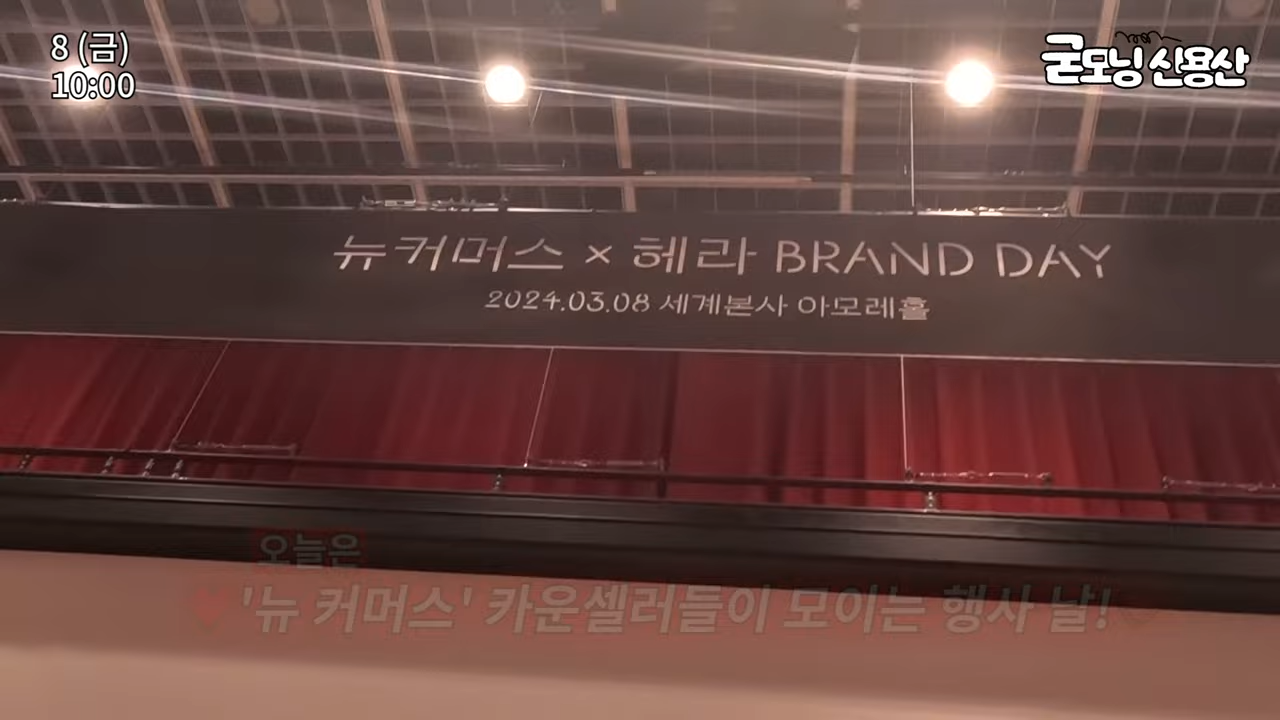 8 (금)
10:00
굳모닝 신용산
뉴커머스 × 헤라 BRAND DAY
2024.03.08 세계본사 아모레홀
오늘은
'뉴 커머스' 카운셀러들이 모이는 행사 날!